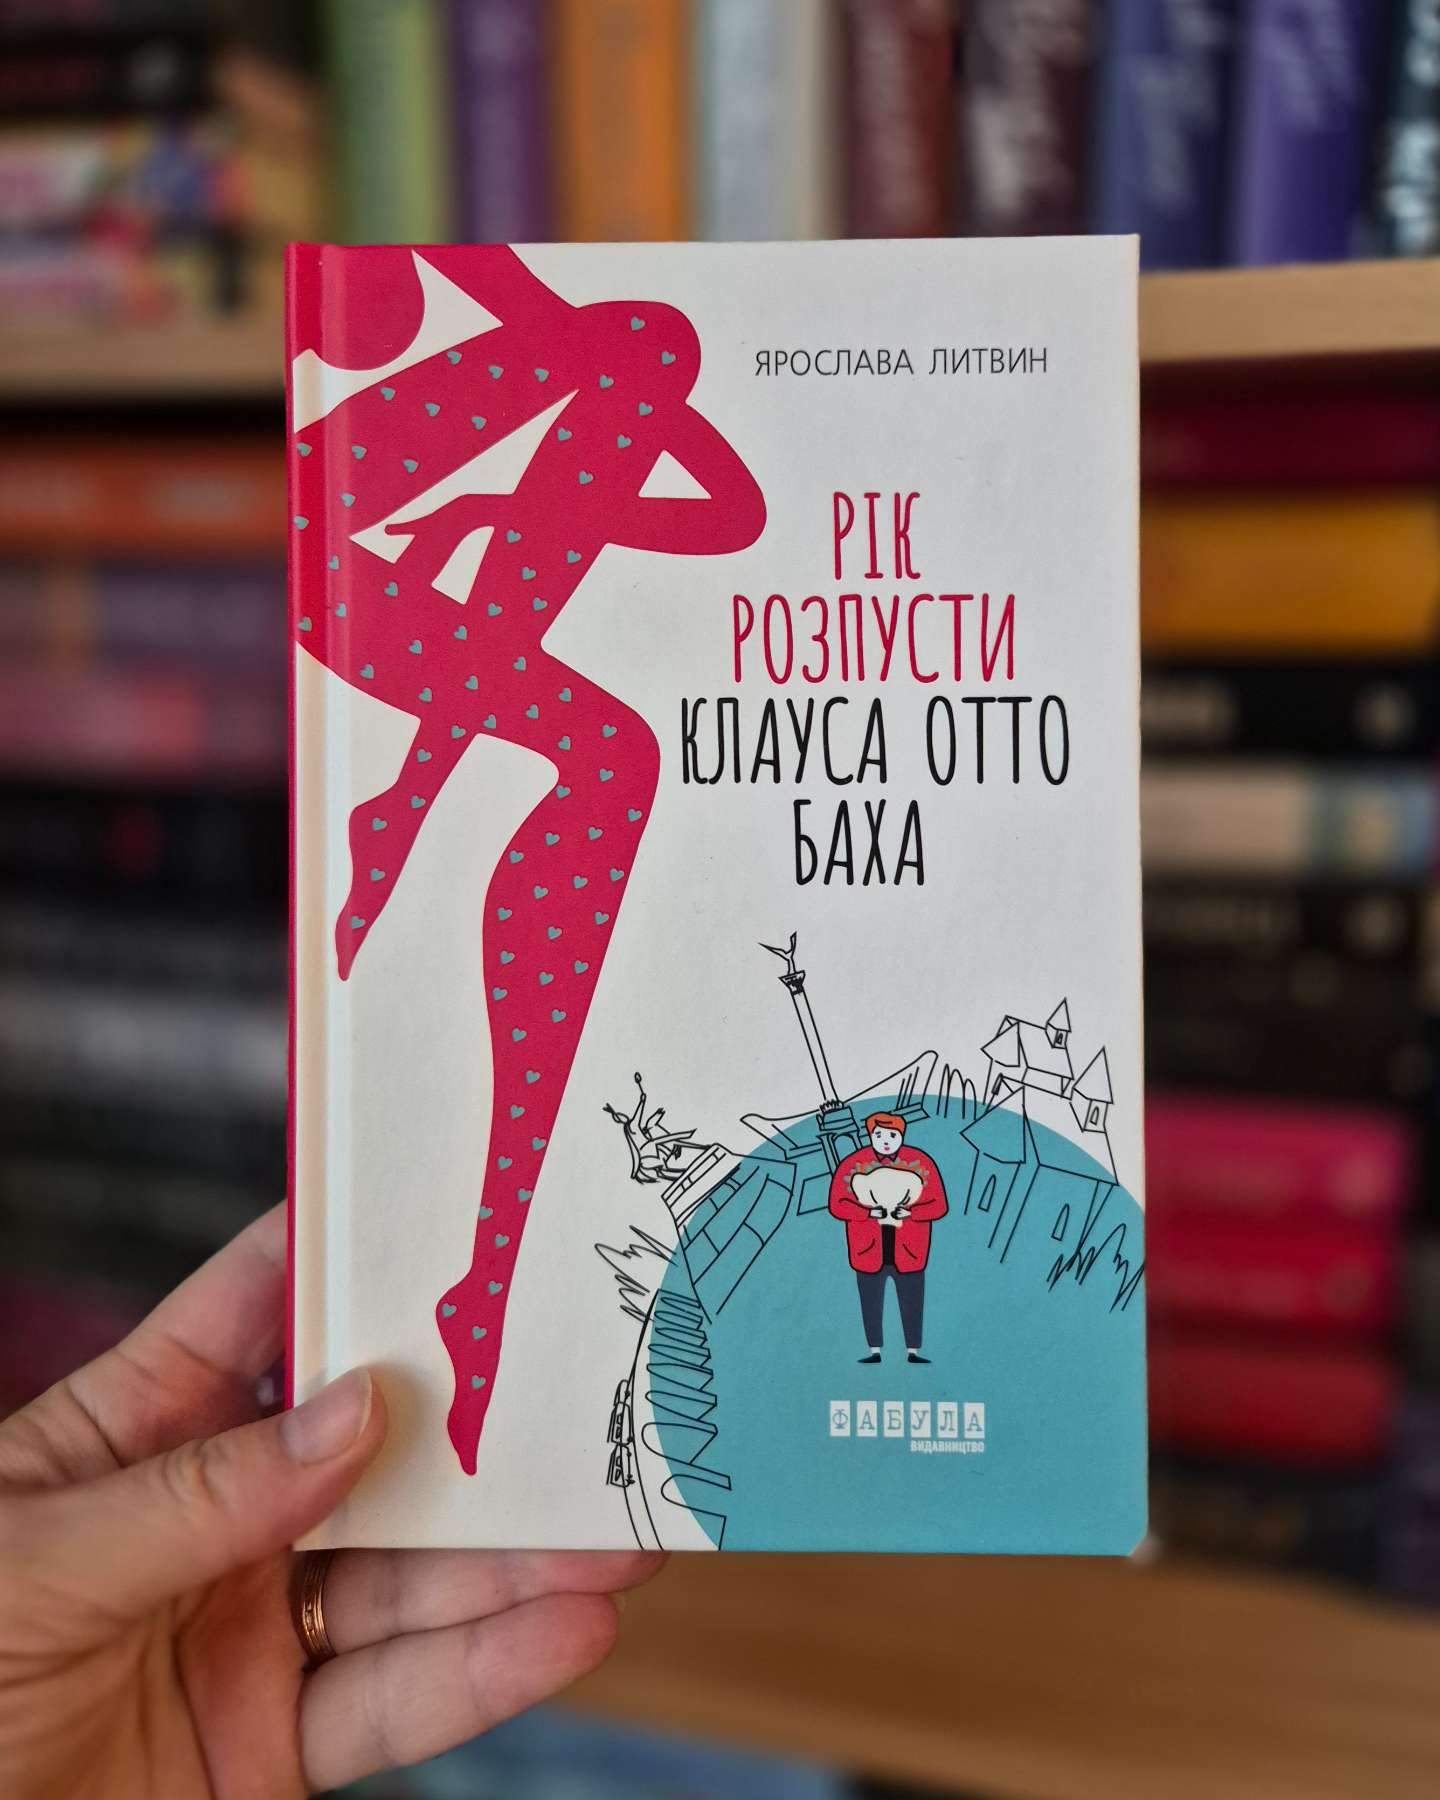 ЯРОСЛАВА ЛИТВИН
РІК
РОЗПУСТИ
КЛАУСА ОТТО
БАХА
ФАБУЛА
ВИДАВНИЦТВО